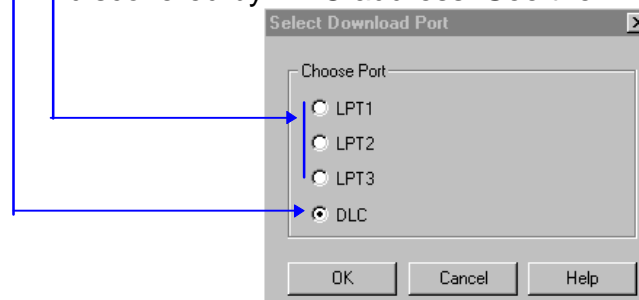 Select Download Port
Choose Port
LPT1
LPT2
LPT3
DLC
OK Cancel Help